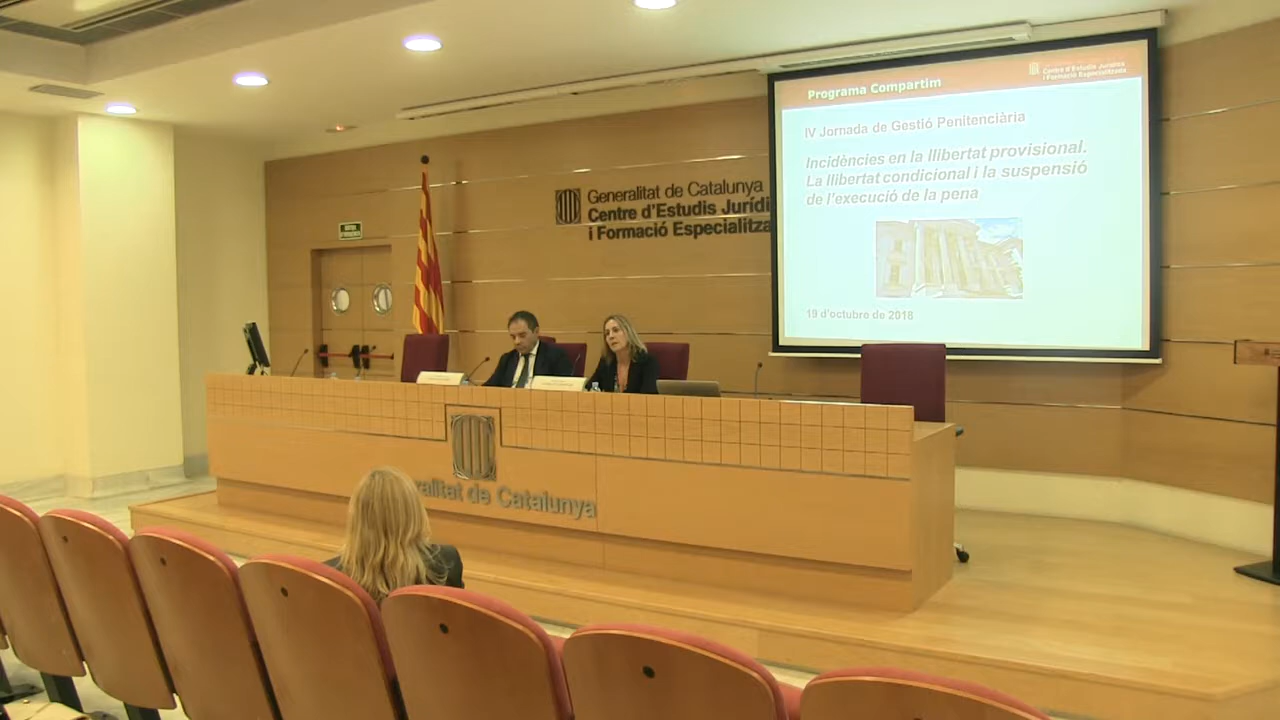 Programa Compartim
Centre d'Estudis Jurídics
i Formació Especialitzada
IV Jornada de Gestió Penitenciària
Incidències en la llibertat provisional.
La llibertat condicional i la suspensió
de l'execució de la pena
19 d'octubre de 2018
Generalitat de Catalunya
Centre d'Estudis Jurídi
i Formació Especialitza
ralitat de Catalunya